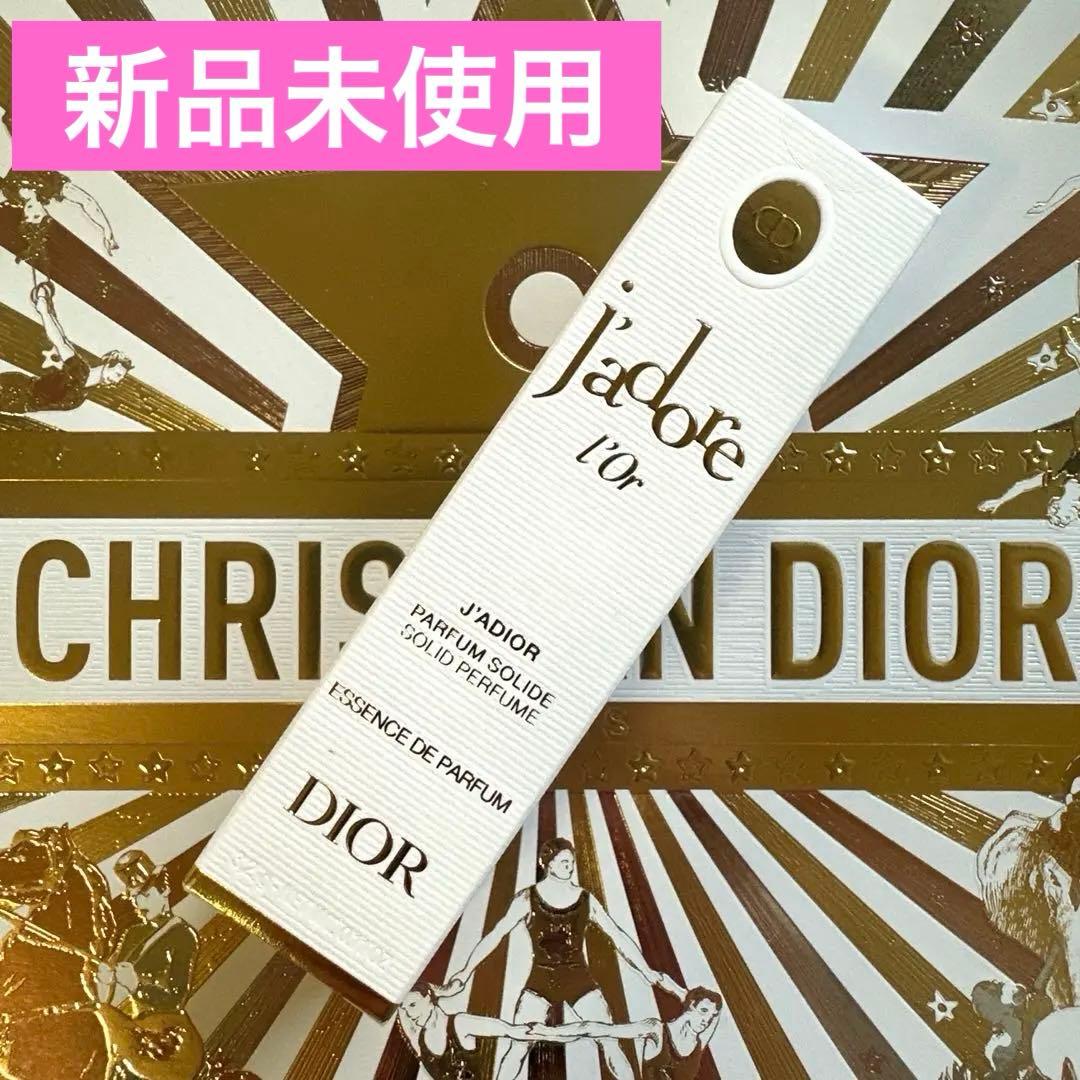 新品未使用
j'adore
l'Or
J'ADIOR
PARFUM SOLIDE
SOLID PERFUME
ESSENCE DE PARFUM
DIOR
CHRIS
N DIOR